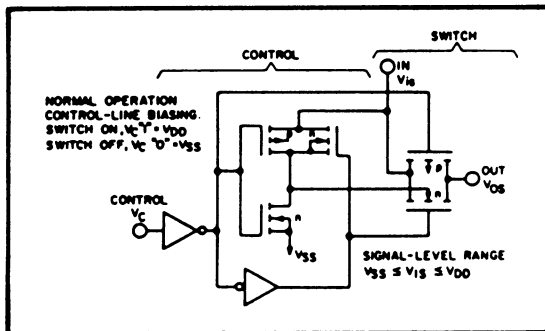 SWITCH
CONTROL
IN
Vis
NORMAL OPERATION
CONTROL-LINE BIASING.
SWITCH ON, VC "1" = VDD
SWITCH OFF, VC "0" = VSS
p
n
p
OUT
VOS
n
CONTROL
VC
n
VSS
SIGNAL-LEVEL RANGE
VSS ≤ VIS ≤ VDD